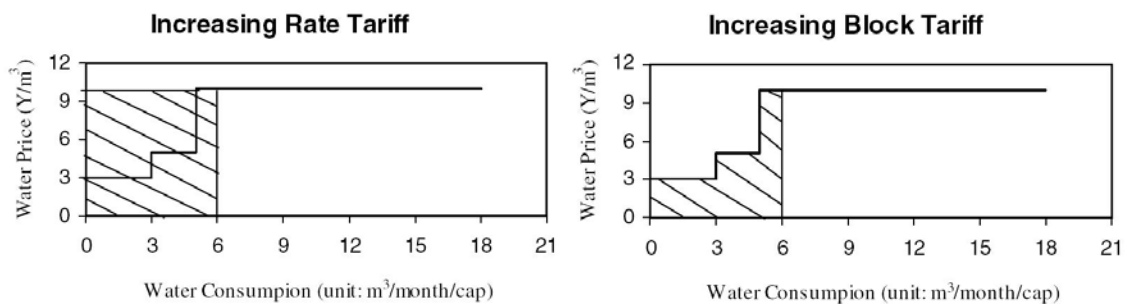 Increasing Rate Tariff
Water Price (Y/m³)
12
9
6
3
0
0 3 6 9 12 15 18 21
Water Consumpion (unit: m³/month/cap)
Increasing Block Tariff
Water Price (Y/m³)
12
9
6
3
0
0 3 6 9 12 15 18 21
Water Consumpion (unit: m³/month/cap)